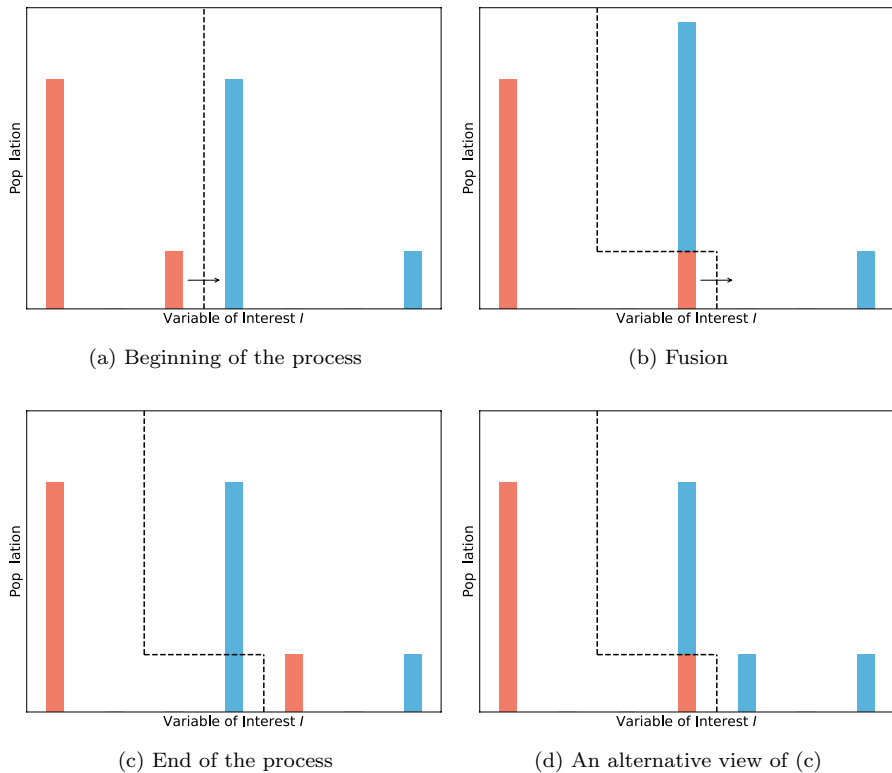 Pop lation
Variable of Interest I
(a) Beginning of the process
Pop lation
Variable of Interest I
(b) Fusion
Pop lation
Variable of Interest I
(c) End of the process
Pop lation
Variable of Interest I
(d) An alternative view of (c)